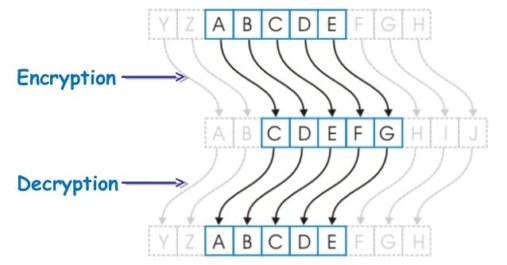 Y Z A B C D E F G H
Encryption
A B C D E F G H I J
Decryption
Y Z A B C D E F G H